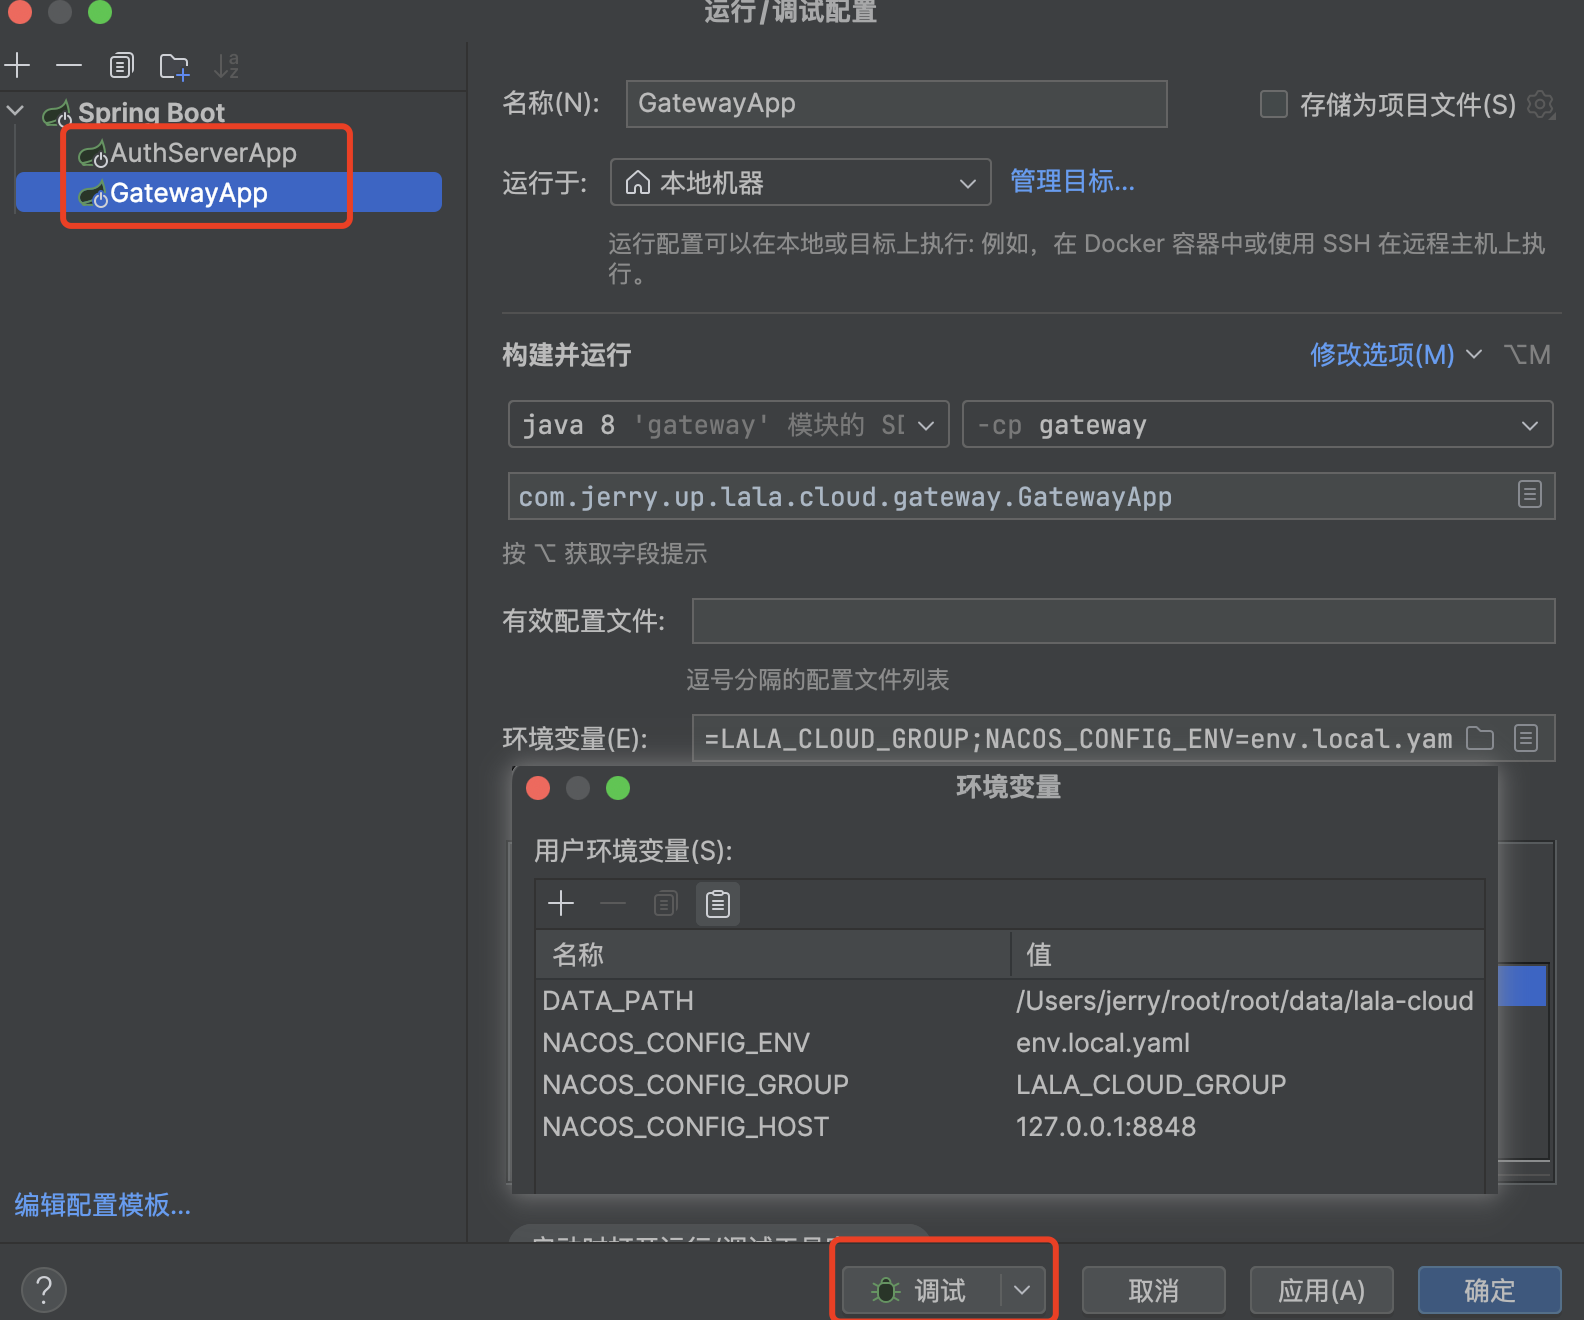 运行/调试配置
Spring Boot
AuthServerApp
GatewayApp
编辑配置模板...
名称(N):
GatewayApp
存储为项目文件(S)
运行于:
本地机器
管理目标...
运行配置可以在本地或目标上执行: 例如，在 Docker 容器中或使用 SSH 在远程主机上执
行。
构建并运行
修改选项(M)
⌥M
java 8 'gateway' 模块的
-cp gateway
com.jerry.up.lala.cloud.gateway.GatewayApp
按 ⌥ 获取字段提示
有效配置文件:
逗号分隔的配置文件列表
环境变量(E):
=LALA_CLOUD_GROUP;NACOS_CONFIG_ENV=env.local.yam
环境变量
用户环境变量(S):
名称
值
DATA_PATH
/Users/jerry/root/root/data/lala-cloud
NACOS_CONFIG_ENV
env.local.yaml
NACOS_CONFIG_GROUP
LALA_CLOUD_GROUP
NACOS_CONFIG_HOST
127.0.0.1:8848
?
调试
取消
应用(A)
确定